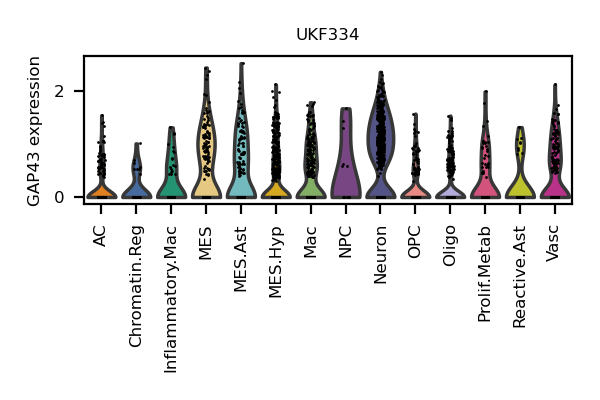 UKF334
GAP43 expression
2
0
AC
Chromatin.Reg
Inflammatory.Mac
MES
MES.Ast
MES.Hyp
Mac
NPC
Neuron
OPC
Oligo
Prolif.Metab
Reactive.Ast
Vasc